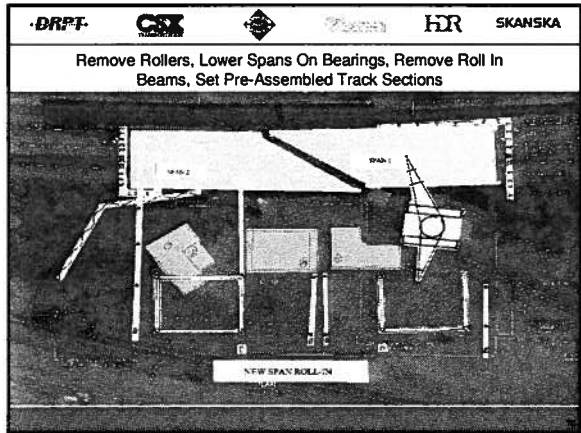 DRPT
CSX
HDR
SKANSKA
Remove Rollers, Lower Spans On Bearings, Remove Roll In
Beams, Set Pre-Assembled Track Sections
SPAN 2
SPAN 1
NEW SPAN ROLL-IN